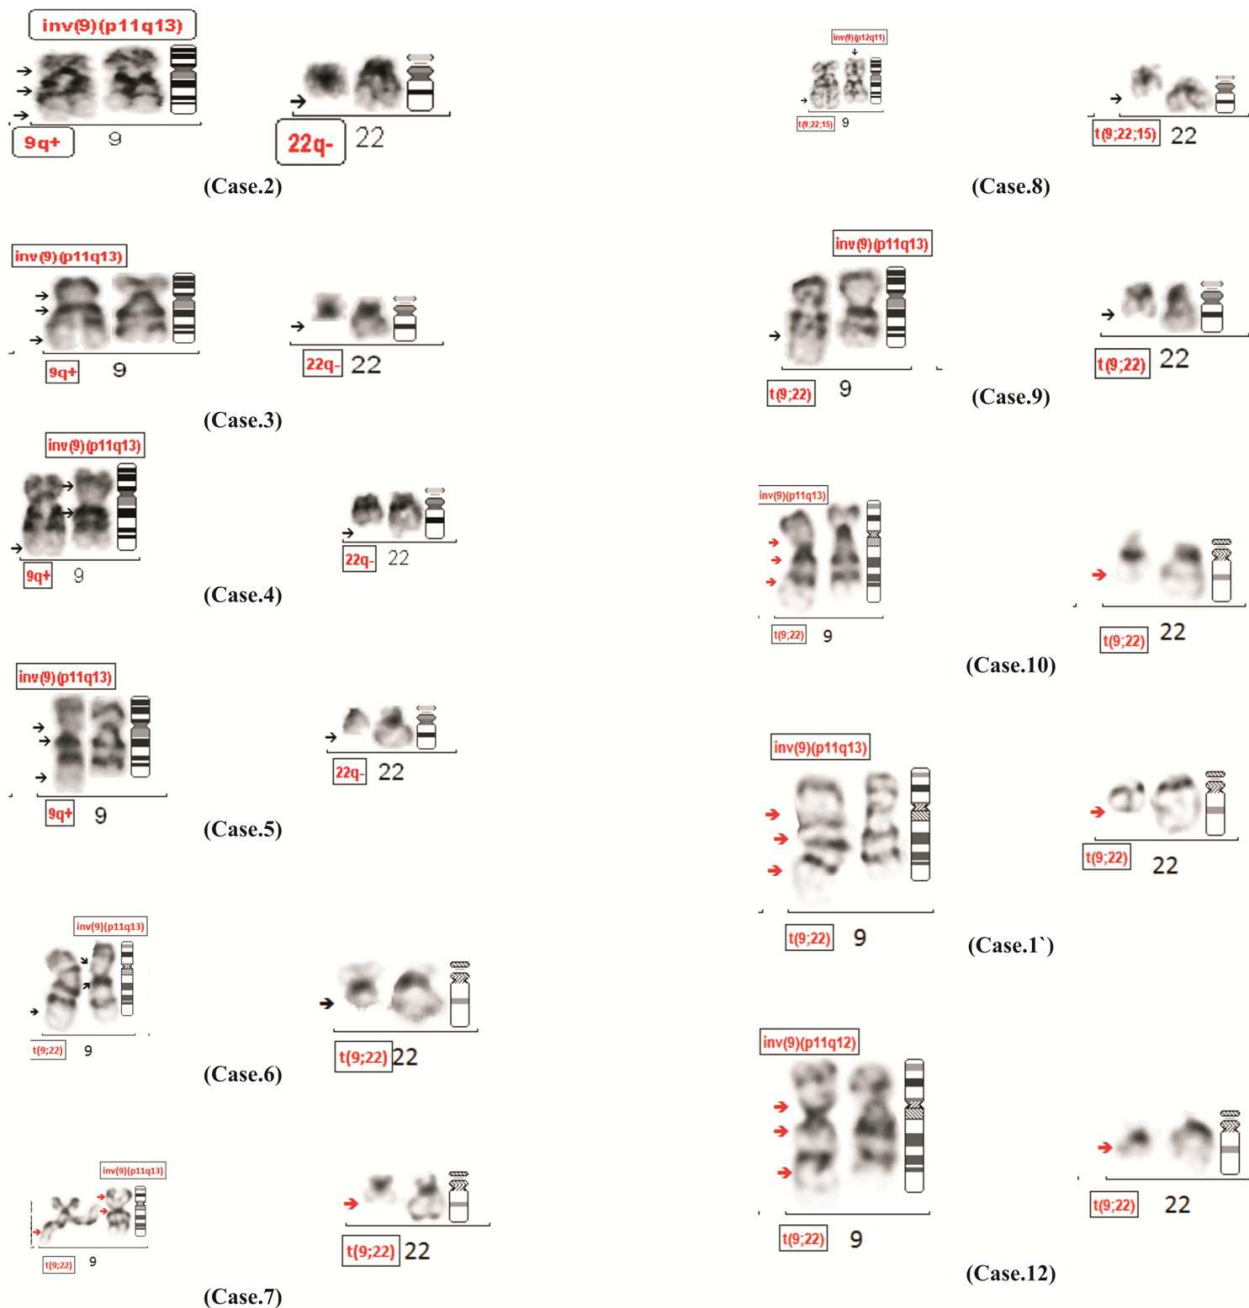 inv(9)(p11q13)
9q+ 9
22q- 22
(Case.2)
inv(9)(p11q13)
9q+ 9
22q- 22
(Case.3)
inv(9)(p11q13)
9q+ 9
22q- 22
(Case.4)
inv(9)(p11q13)
9q+ 9
22q- 22
(Case.5)
inv(9)(p11q13)
t(9;22) 9
t(9;22) 22
(Case.6)
inv(9)(p11q13)
t(9;22) 9
t(9;22) 22
(Case.7)
inv(9)(p12q11)
t(9;22;15) 9
t(9;22;15) 22
(Case.8)
inv(9)(p11q13)
t(9;22) 9
t(9;22) 22
(Case.9)
inv(9)(p11q13)
t(9;22) 9
t(9;22) 22
(Case.10)
inv(9)(p11q13)
t(9;22) 9
t(9;22) 22
(Case.1`)
inv(9)(p11q12)
t(9;22) 9
t(9;22) 22
(Case.12)